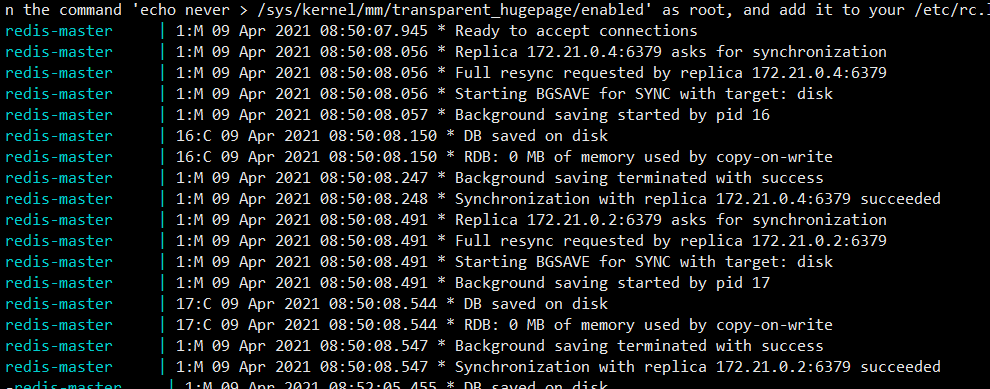 n the command 'echo never > /sys/kernel/mm/transparent_hugepage/enabled' as root, and add it to your /etc/rc.
redis-master | 1:M 09 Apr 2021 08:50:07.945 * Ready to accept connections
redis-master | 1:M 09 Apr 2021 08:50:08.056 * Replica 172.21.0.4:6379 asks for synchronization
redis-master | 1:M 09 Apr 2021 08:50:08.056 * Full resync requested by replica 172.21.0.4:6379
redis-master | 1:M 09 Apr 2021 08:50:08.056 * Starting BGSAVE for SYNC with target: disk
redis-master | 1:M 09 Apr 2021 08:50:08.057 * Background saving started by pid 16
redis-master | 16:C 09 Apr 2021 08:50:08.150 * DB saved on disk
redis-master | 16:C 09 Apr 2021 08:50:08.150 * RDB: 0 MB of memory used by copy-on-write
redis-master | 1:M 09 Apr 2021 08:50:08.247 * Background saving terminated with success
redis-master | 1:M 09 Apr 2021 08:50:08.248 * Synchronization with replica 172.21.0.4:6379 succeeded
redis-master | 1:M 09 Apr 2021 08:50:08.491 * Replica 172.21.0.2:6379 asks for synchronization
redis-master | 1:M 09 Apr 2021 08:50:08.491 * Full resync requested by replica 172.21.0.2:6379
redis-master | 1:M 09 Apr 2021 08:50:08.491 * Starting BGSAVE for SYNC with target: disk
redis-master | 1:M 09 Apr 2021 08:50:08.491 * Background saving started by pid 17
redis-master | 17:C 09 Apr 2021 08:50:08.544 * DB saved on disk
redis-master | 17:C 09 Apr 2021 08:50:08.544 * RDB: 0 MB of memory used by copy-on-write
redis-master | 1:M 09 Apr 2021 08:50:08.547 * Background saving terminated with success
redis-master | 1:M 09 Apr 2021 08:50:08.547 * Synchronization with replica 172.21.0.2:6379 succeeded
-redis-master | 1:M 09 Apr 2021 08:52:05.455 * DB saved on disk